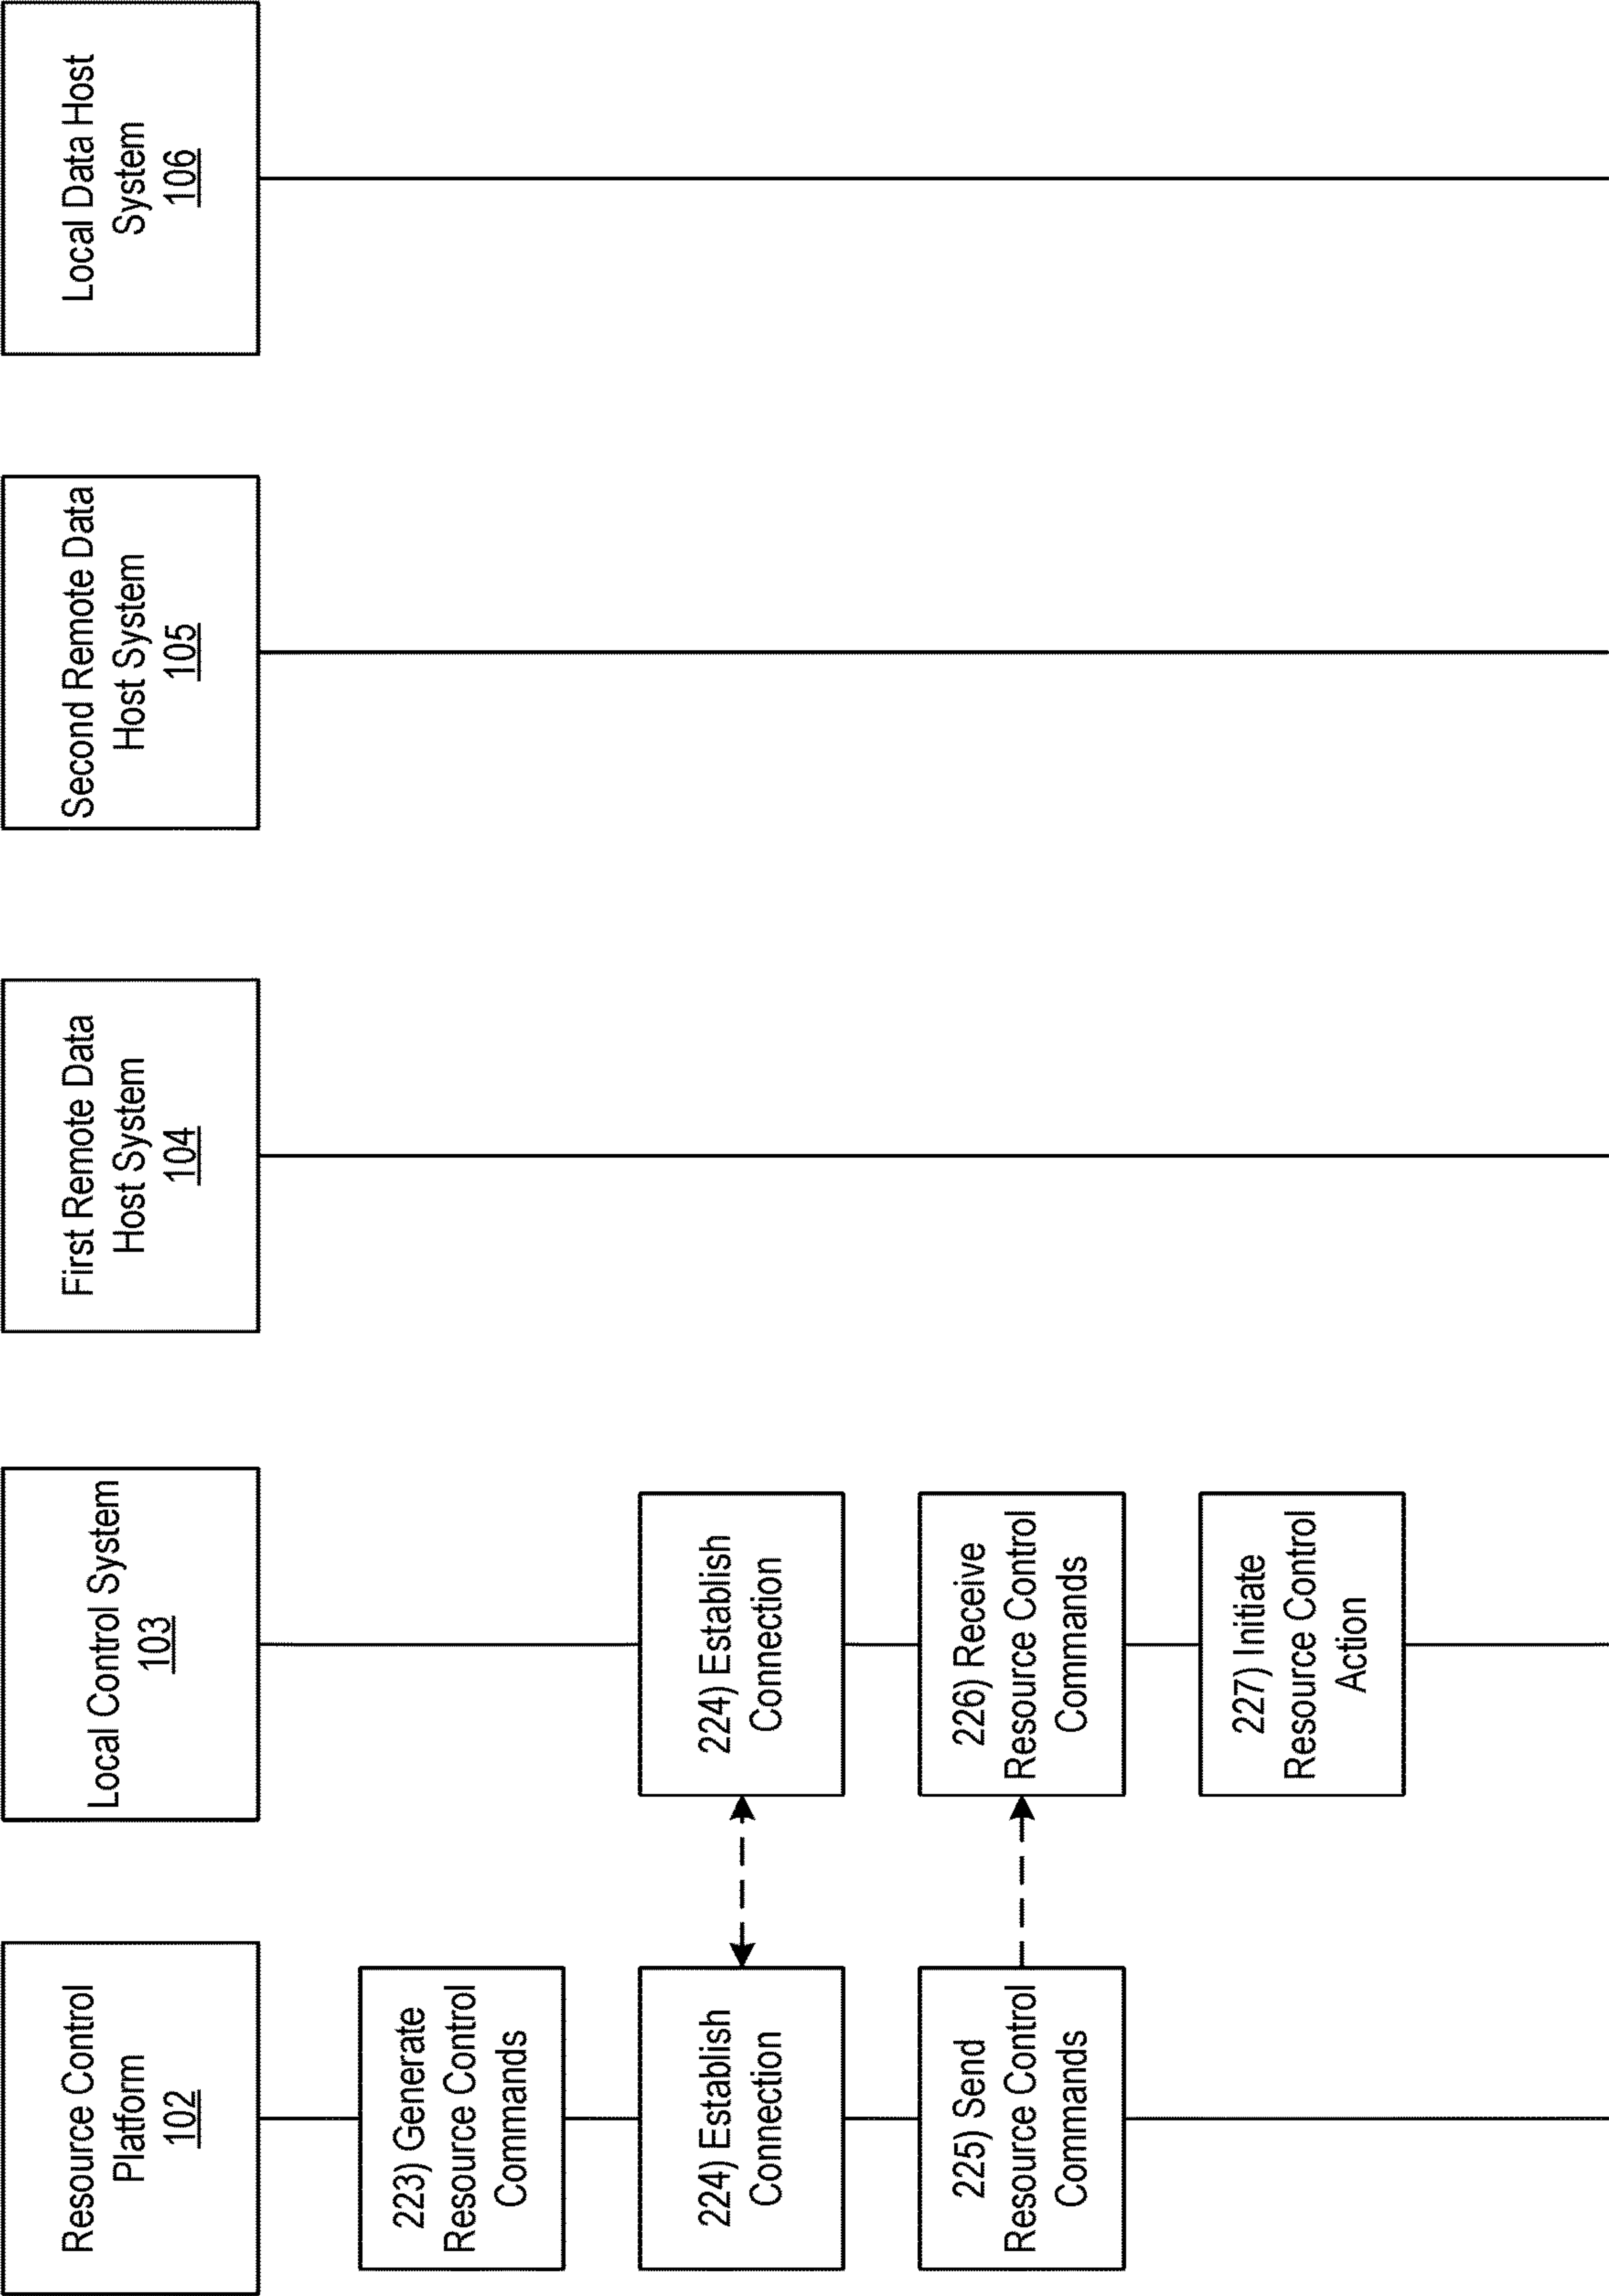 Resource Control
Platform
102
Local Control System
103
First Remote Data
Host System
104
Second Remote Data
Host System
105
Local Data Host
System
106
223) Generate
Resource Control
Commands
224) Establish
Connection
224) Establish
Connection
225) Send
Resource Control
Commands
226) Receive
Resource Control
Commands
227) Initiate
Resource Control
Action